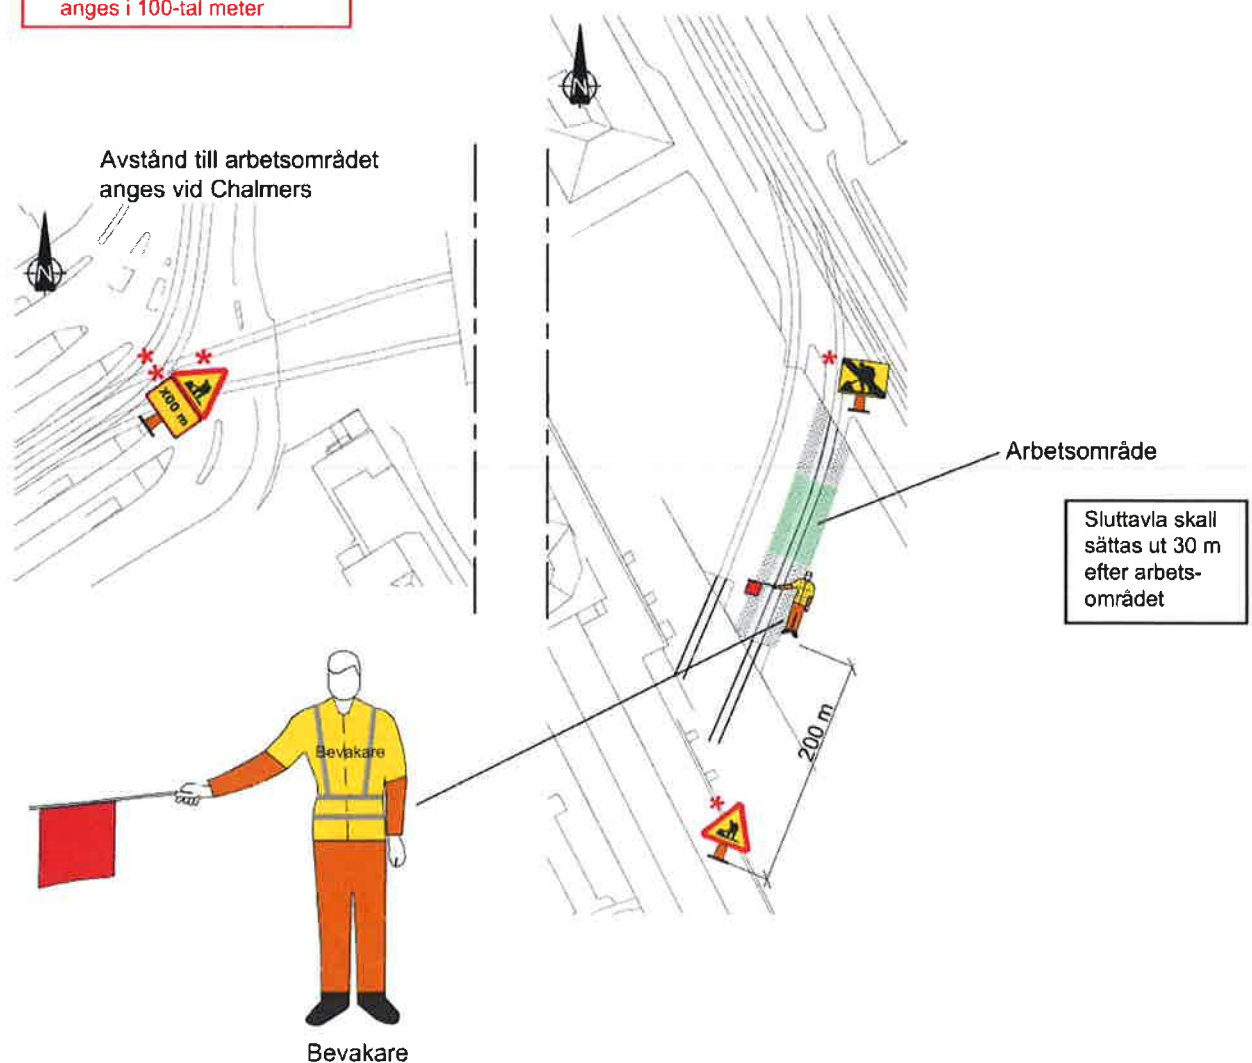 anges i 100-tal meter
N
Avstånd till arbetsområdet
anges vid Chalmers
N
X00 m
Arbetsområde
Sluttavla skall
sättas ut 30 m
efter arbets-
området
200 m
Bevakare
Bevakare